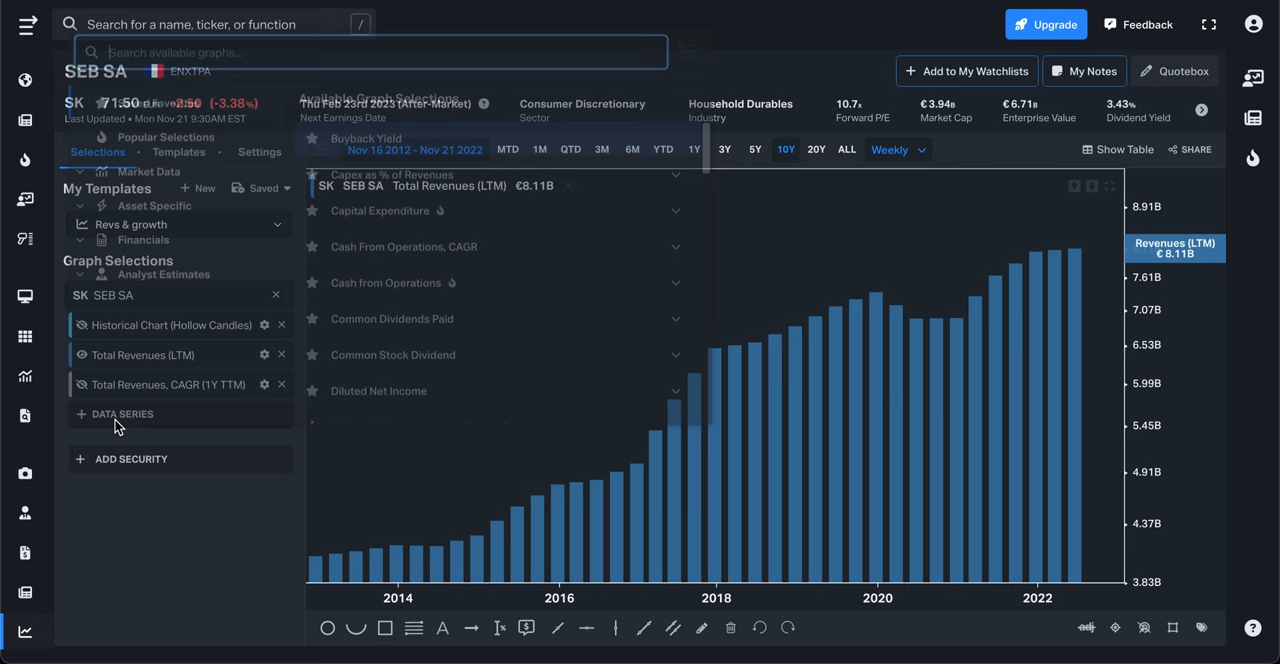 Search for a name, ticker, or function
/
Upgrade
Feedback
Search available graphs...
SEB SA
ENXTPA
Add to My Watchlists
My Notes
Quotebox
SK
71.50
-2.50 (-3.38%)
Last Updated • Mon Nov 21 9:30AM EST
Available Graph Selections
Thu Feb 23rd 2023 (After-Market)
Next Earnings Date
Consumer Discretionary
Sector
Household Durables
Industry
10.7x
Forward P/E
€3.94B
Market Cap
€6.71B
Enterprise Value
3.43%
Dividend Yield
Popular Selections
Buyback Yield
Selections
Templates
Settings
Nov 16 2012 - Nov 21 2022
MTD
1M
QTD
3M
6M
YTD
1Y
3Y
5Y
10Y
20Y
ALL
Weekly
Show Table
SHARE
Market Data
Capex as % of Revenues
My Templates
+ New
Saved
SK SEB SA Total Revenues (LTM) €8.11B
Asset Specific
Capital Expenditure
Revs & growth
Financials
Cash From Operations, CAGR
Graph Selections
Analyst Estimates
Cash from Operations
SK SEB SA
Historical Chart (Hollow Candles)
Common Dividends Paid
Total Revenues (LTM)
Common Stock Dividend
Total Revenues, CAGR (1Y TTM)
Diluted Net Income
+ DATA SERIES
+ ADD SECURITY
8.91B
Revenues (LTM)
€ 8.11B
7.61B
7.07B
6.53B
5.99B
5.45B
4.91B
4.37B
3.83B
2014
2016
2018
2020
2022
adj